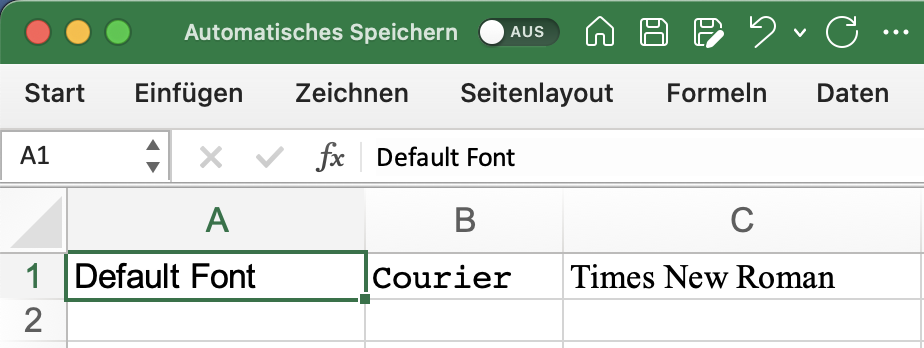 Automatisches Speichern AUS
Start Einfügen Zeichnen Seitenlayout Formeln Daten
A1 fx Default Font
A B C
1 Default Font Courier Times New Roman
2